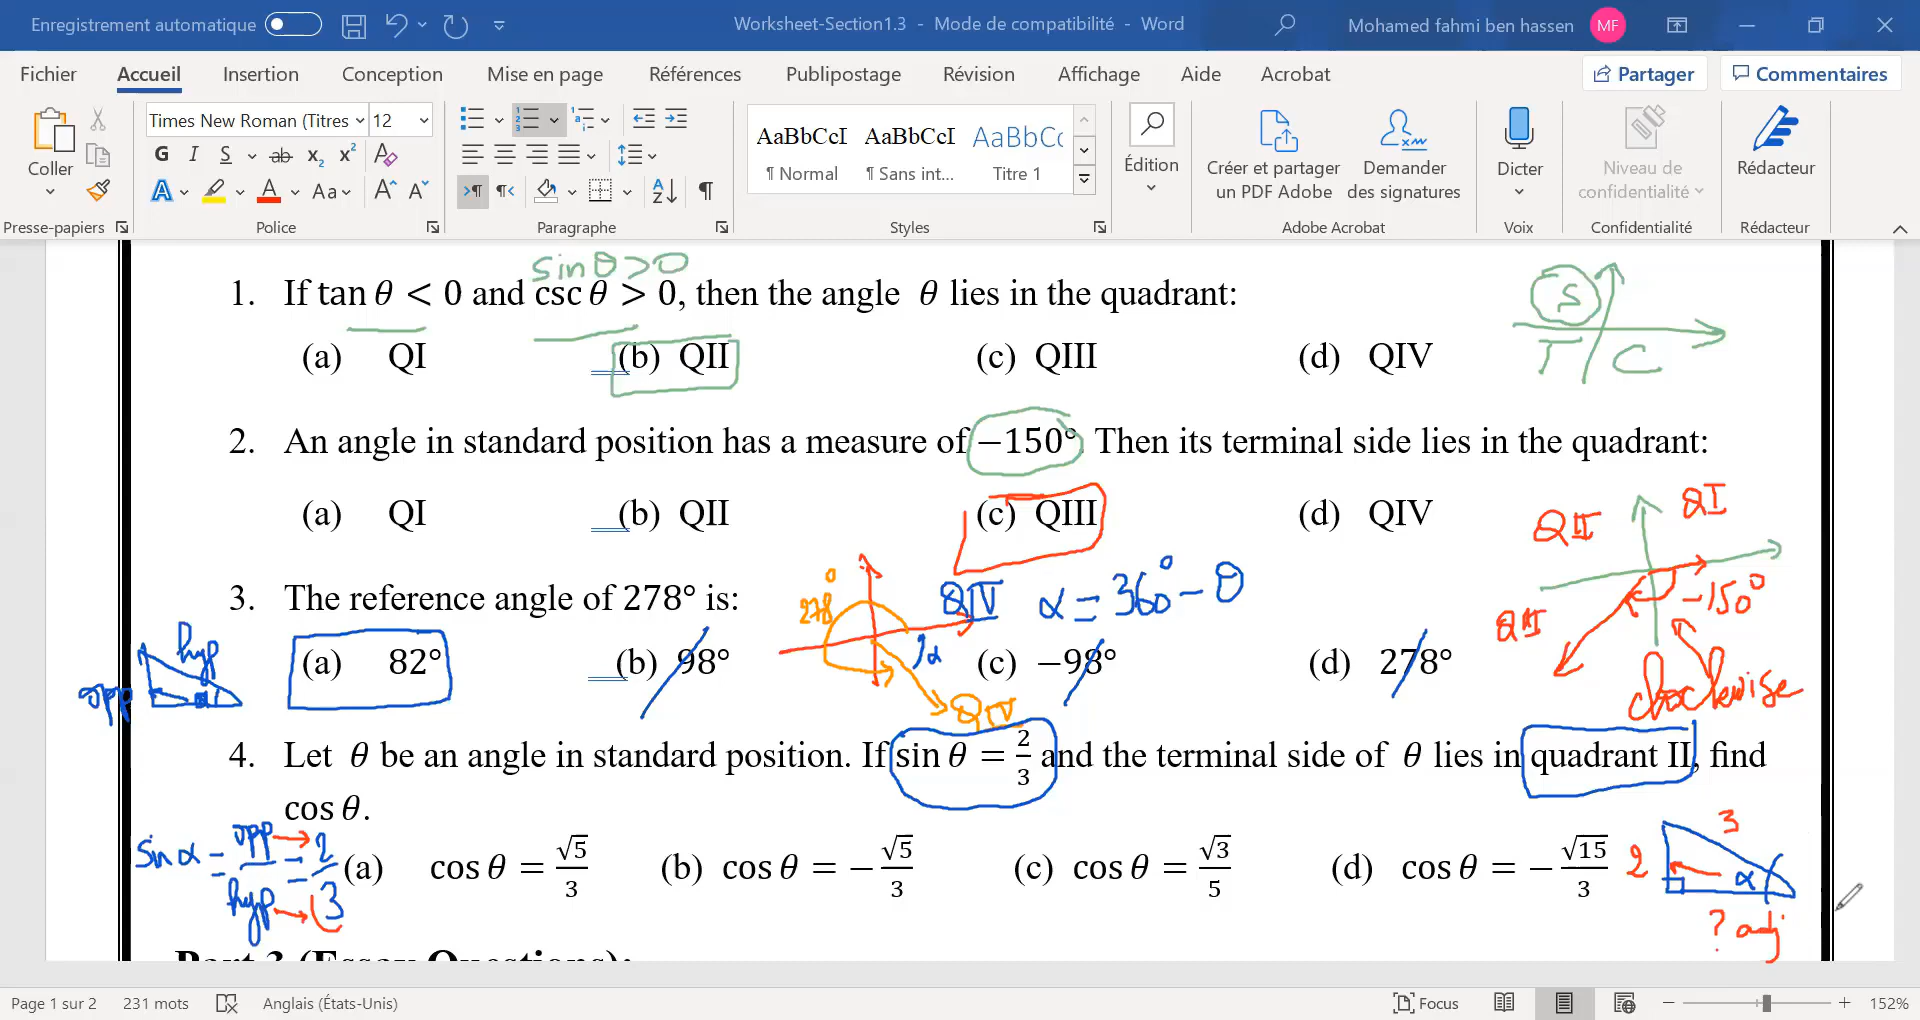 Enregistrement automatique
Worksheet-Section1.3 - Mode de compatibilité - Word
Mohamed fahmi ben hassen MF
Fichier Accueil Insertion Conception Mise en page Références Publipostage Révision Affichage Aide Acrobat Partager Commentaires
Times New Roman (Titres 12
AaBbCcI AaBbCcI AaBbCc
Coller G I S ab x₂ x² Édition Créer et partager un PDF Adobe Demander des signatures Dicter Niveau de confidentialité Rédacteur
¶ Normal ¶ Sans int... Titre 1
Aa
Presse-papiers Police Paragraphe Styles Adobe Acrobat Voix Confidentialité Rédacteur
sin θ > 0
1. If tan θ < 0 and csc θ > 0, then the angle θ lies in the quadrant:
S
T C
(a) QI (b) QII (c) QIII (d) QIV
2. An angle in standard position has a measure of −150°. Then its terminal side lies in the quadrant:
(a) QI (b) QII (c) QIII (d) QIV
QII QI
QIII −150°
clockwise
3. The reference angle of 278° is:
278° QIV α = 360° − θ
α
QIV
hyp
opp α
(a) 82° (b) 98° (c) −98° (d) 278°
4. Let θ be an angle in standard position. If sin θ = 2/3 and the terminal side of θ lies in quadrant II, find
cos θ.
sin α = opp/hyp = 2/3
(a) cos θ = √5/3 (b) cos θ = −√5/3 (c) cos θ = √3/5 (d) cos θ = −√15/3
3
2 α
? adj
Part 3 (Essay Questions):
Page 1 sur 2 231 mots Anglais (États-Unis) Focus 152%